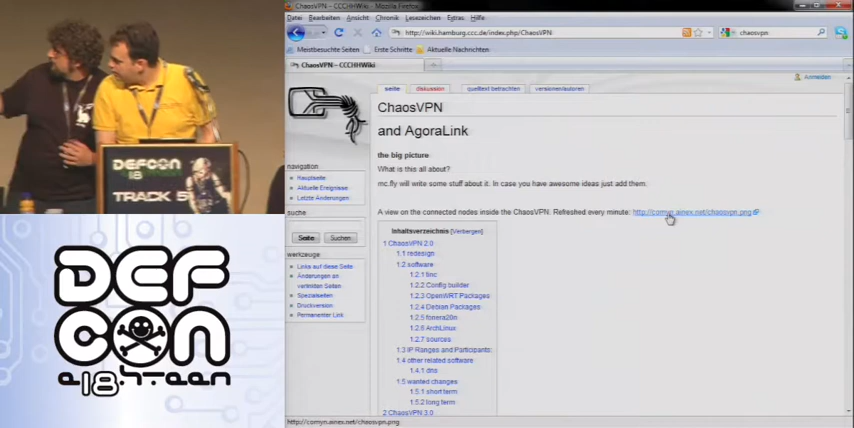 DEFCON
18
TRACK 5
DEF
CON
e18hteen
ChaosVPN – CCCHHWiki - Mozilla Firefox
Datei Bearbeiten Ansicht Chronik Lesezeichen Extras Hilfe
http://wiki.hamburg.ccc.de/index.php/ChaosVPN
chaosvpn
Meistbesuchte Seiten Erste Schritte Aktuelle Nachrichten
ChaosVPN – CCCHHWiki
Anmelden
seite diskussion quelltext betrachten versionen/autoren
ChaosVPN
and AgoraLink
the big picture
What is this all about?
mc.fly will write some stuff about it. In case you have awesome ideas just add them.
A view on the connected nodes inside the ChaosVPN. Refreshed every minute: http://comyn.ainex.net/chaosvpn.png
navigation
Hauptseite
Aktuelle Ereignisse
Letzte Änderungen
suche
Seite Suchen
werkzeuge
Links auf diese Seite
Änderungen an
verlinkten Seiten
Spezialseiten
Druckversion
Permanenter Link
Inhaltsverzeichnis [Verbergen]
1 ChaosVPN 2.0
1.1 redesign
1.2 software
1.2.1 tinc
1.2.2 Config builder
1.2.3 OpenWRT Packages
1.2.4 Debian Packages
1.2.5 fonera20n
1.2.6 ArchLinux
1.2.7 sources
1.3 IP Ranges and Participants:
1.4 other related software
1.4.1 dns
1.5 wanted changes
1.5.1 short term
1.5.2 long term
2 ChaosVPN 3.0
http://comyn.ainex.net/chaosvpn.png